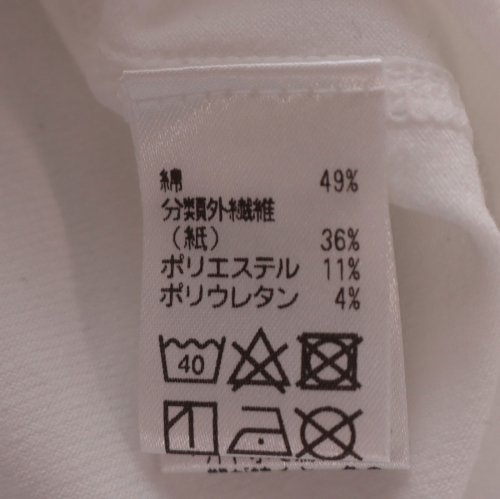 綿 49%
分類外繊維
（紙） 36%
ポリエステル 11%
ポリウレタン 4%
40